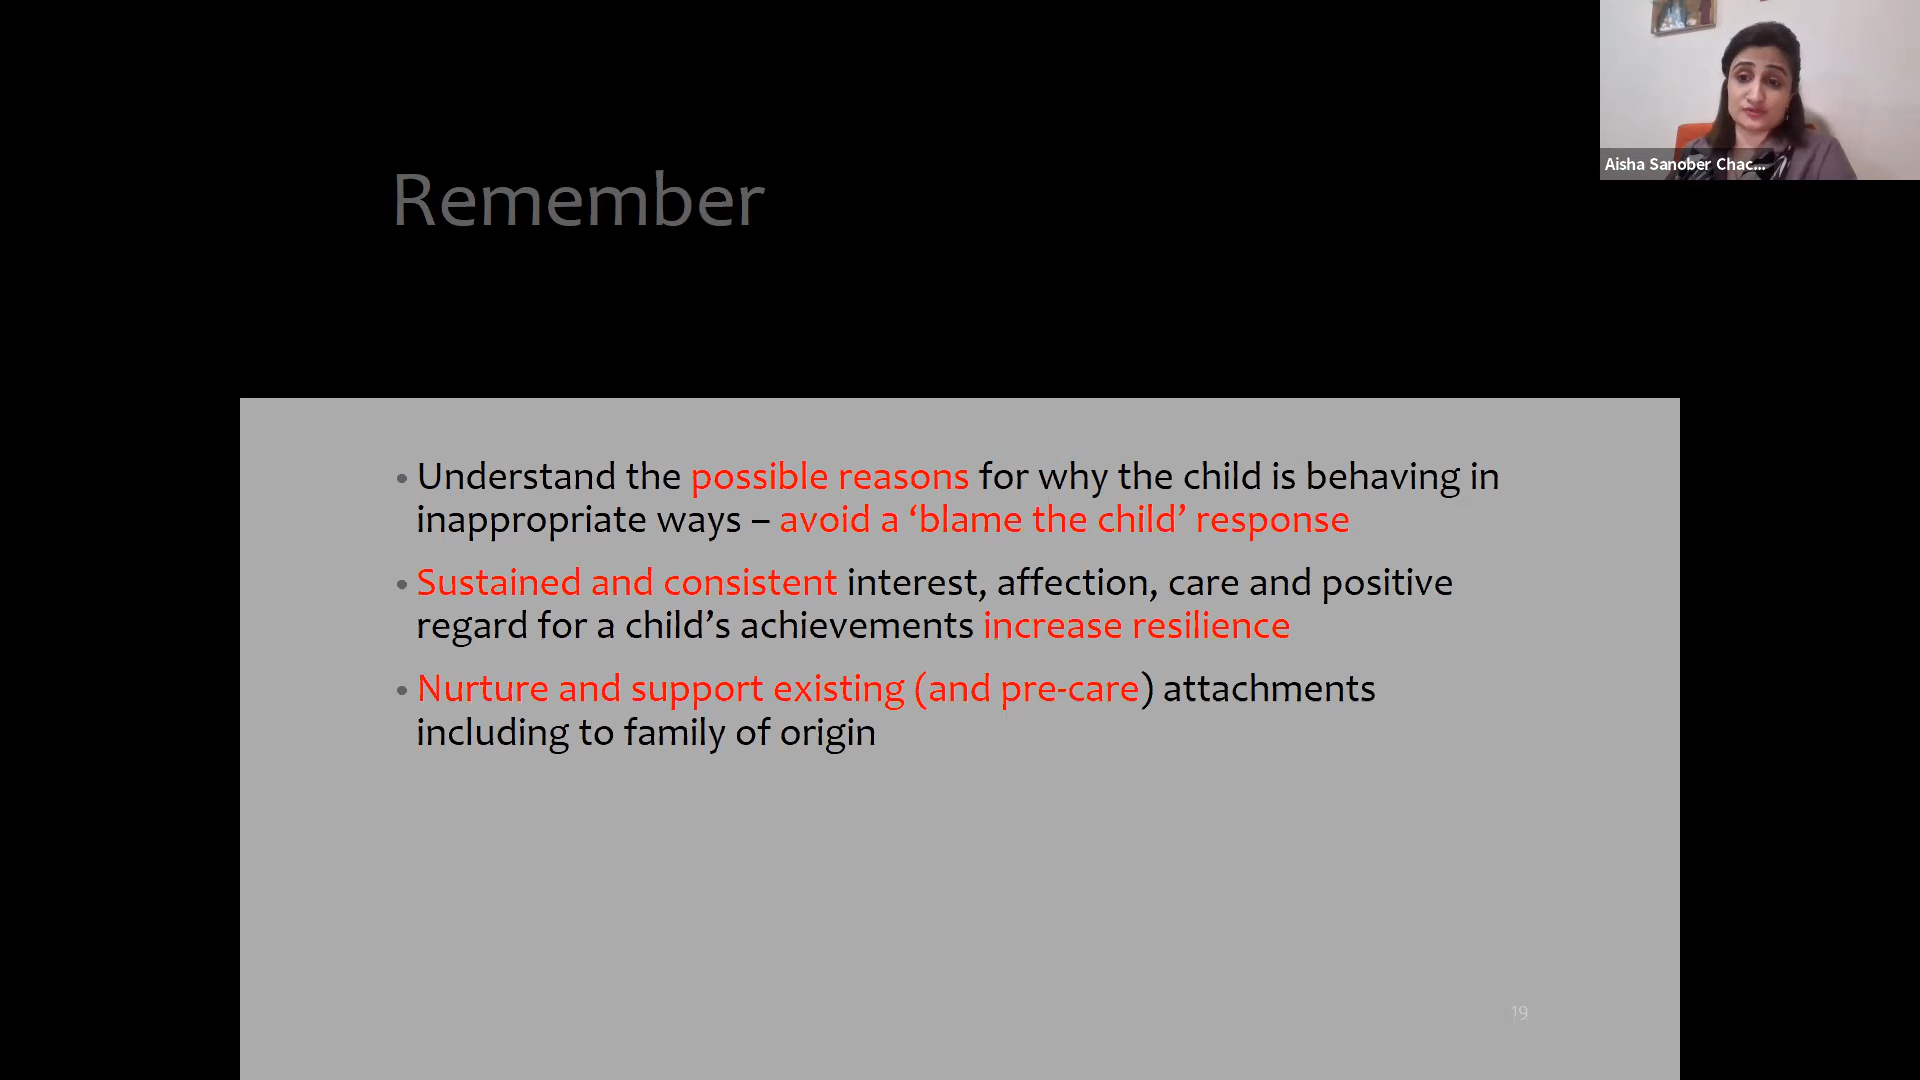 Aisha Sanober Chac...
Remember
• Understand the possible reasons for why the child is behaving in
inappropriate ways – avoid a ‘blame the child’ response
• Sustained and consistent interest, affection, care and positive
regard for a child’s achievements increase resilience
• Nurture and support existing (and pre-care) attachments
including to family of origin
19